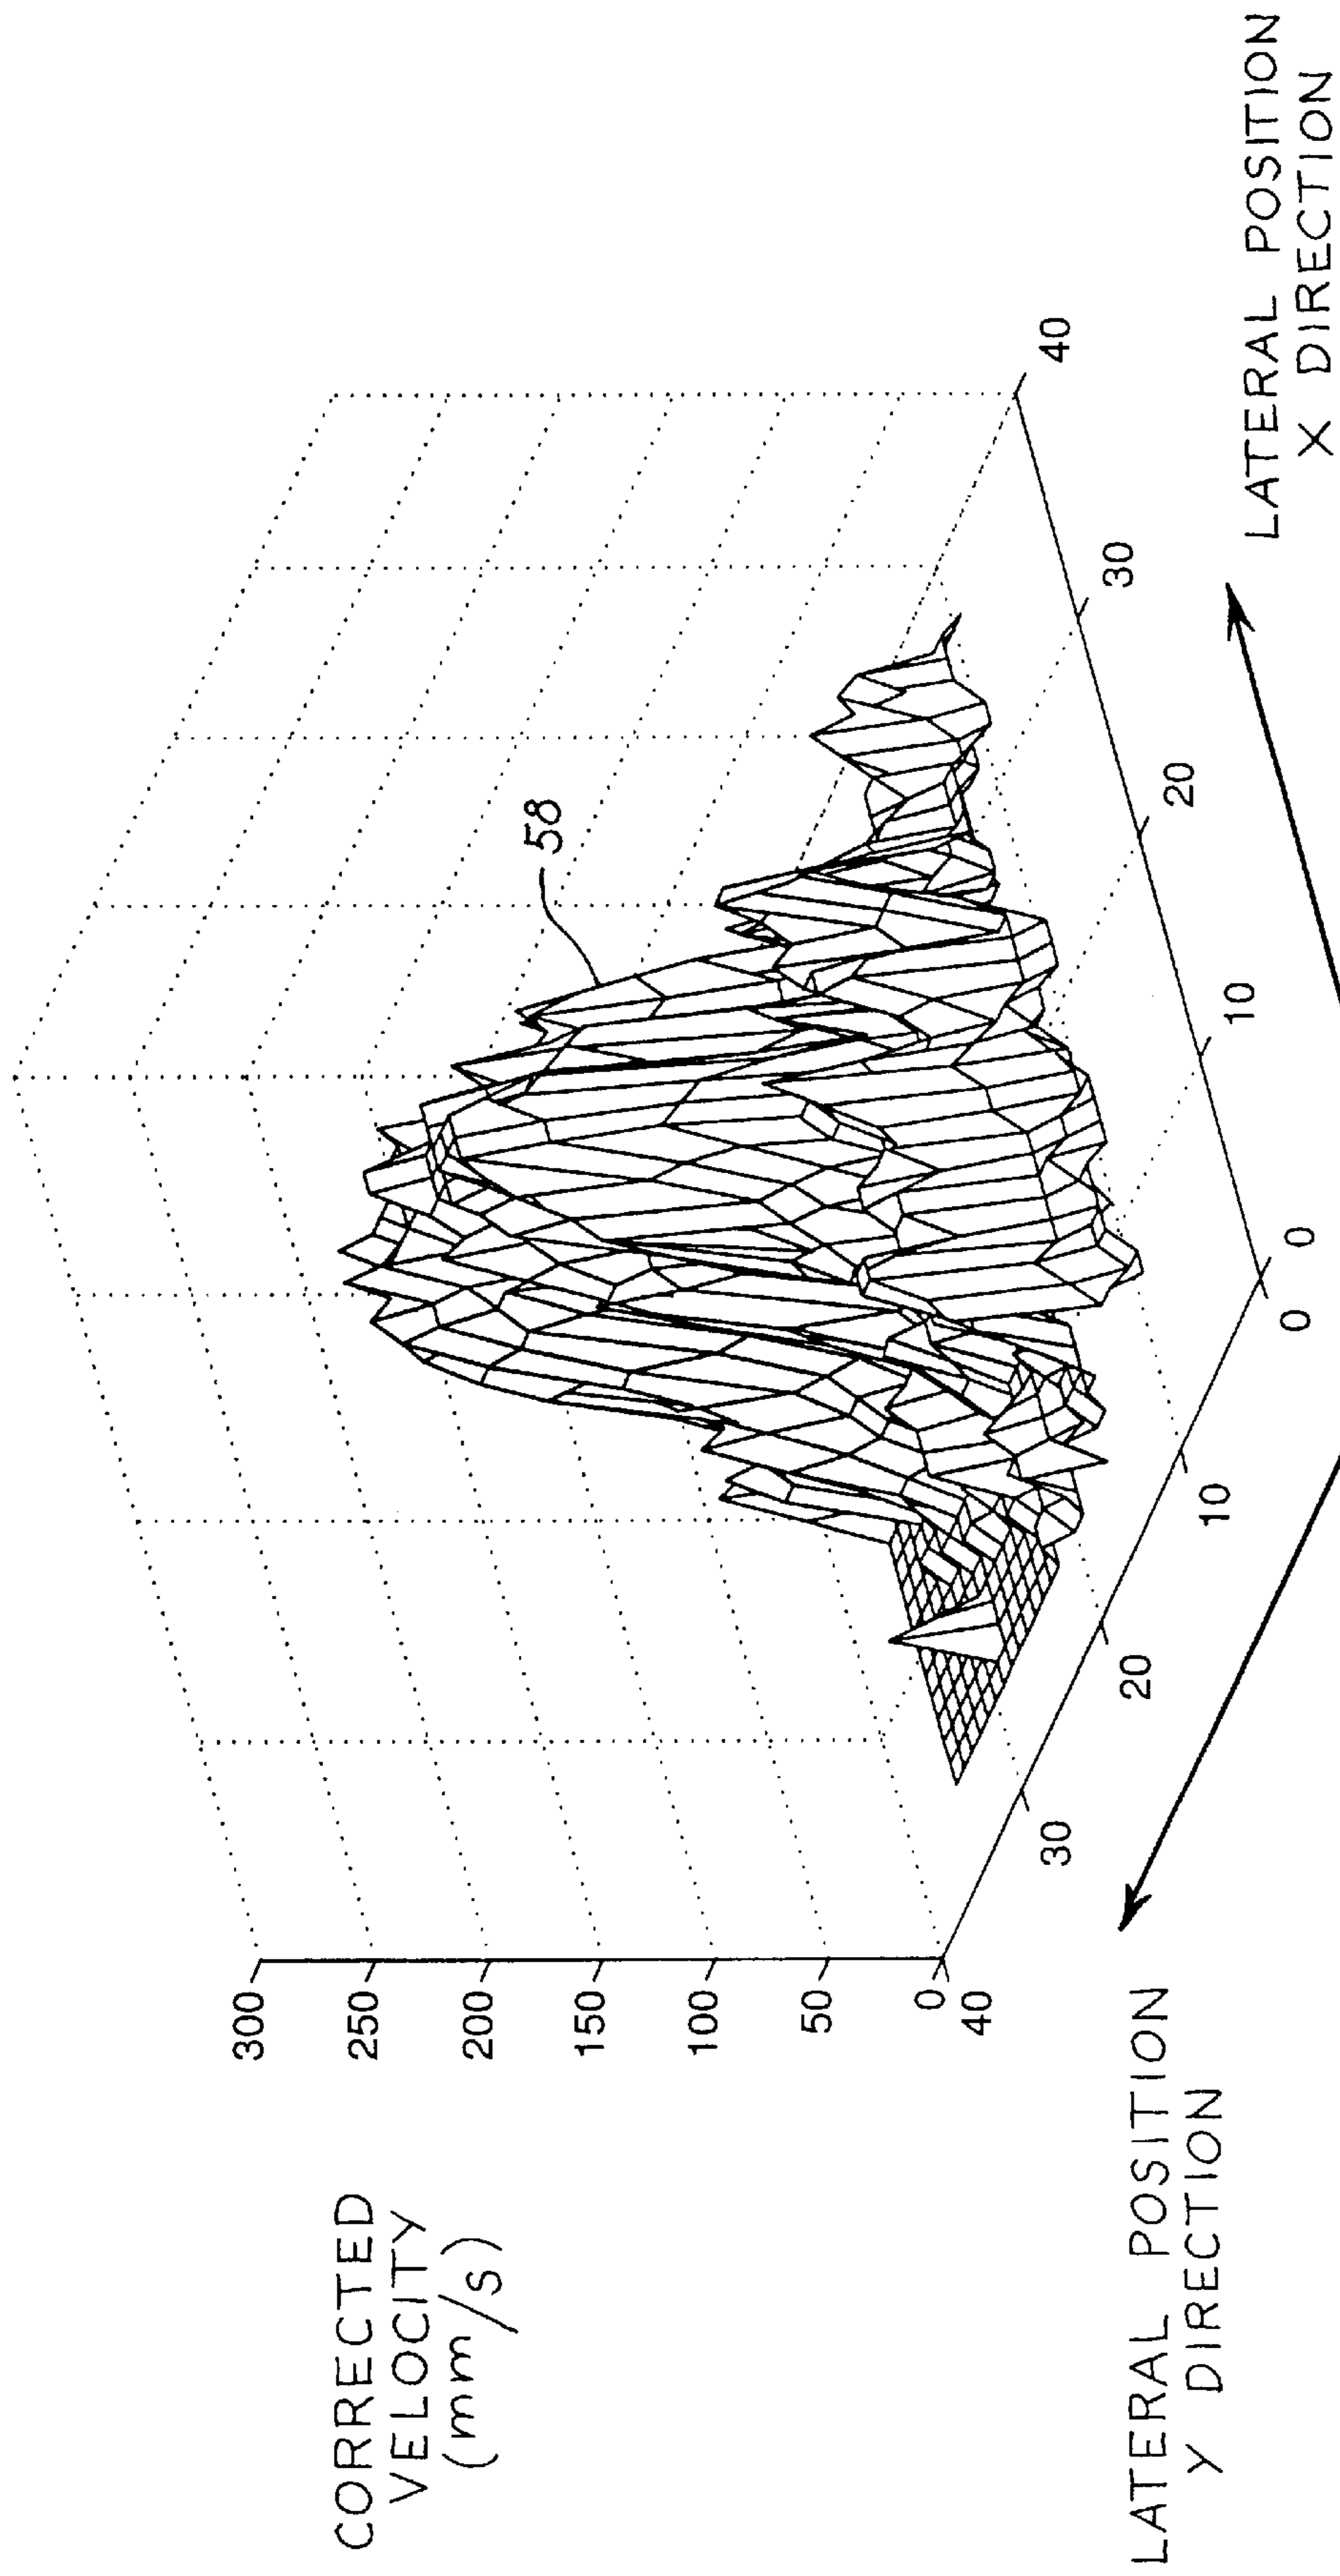 CORRECTED
VELOCITY
(mm/s)
300
250
200
150
100
50
0
40
30
20
10
0
0
10
20
30
40
58
LATERAL POSITION
Y DIRECTION
LATERAL POSITION
X DIRECTION